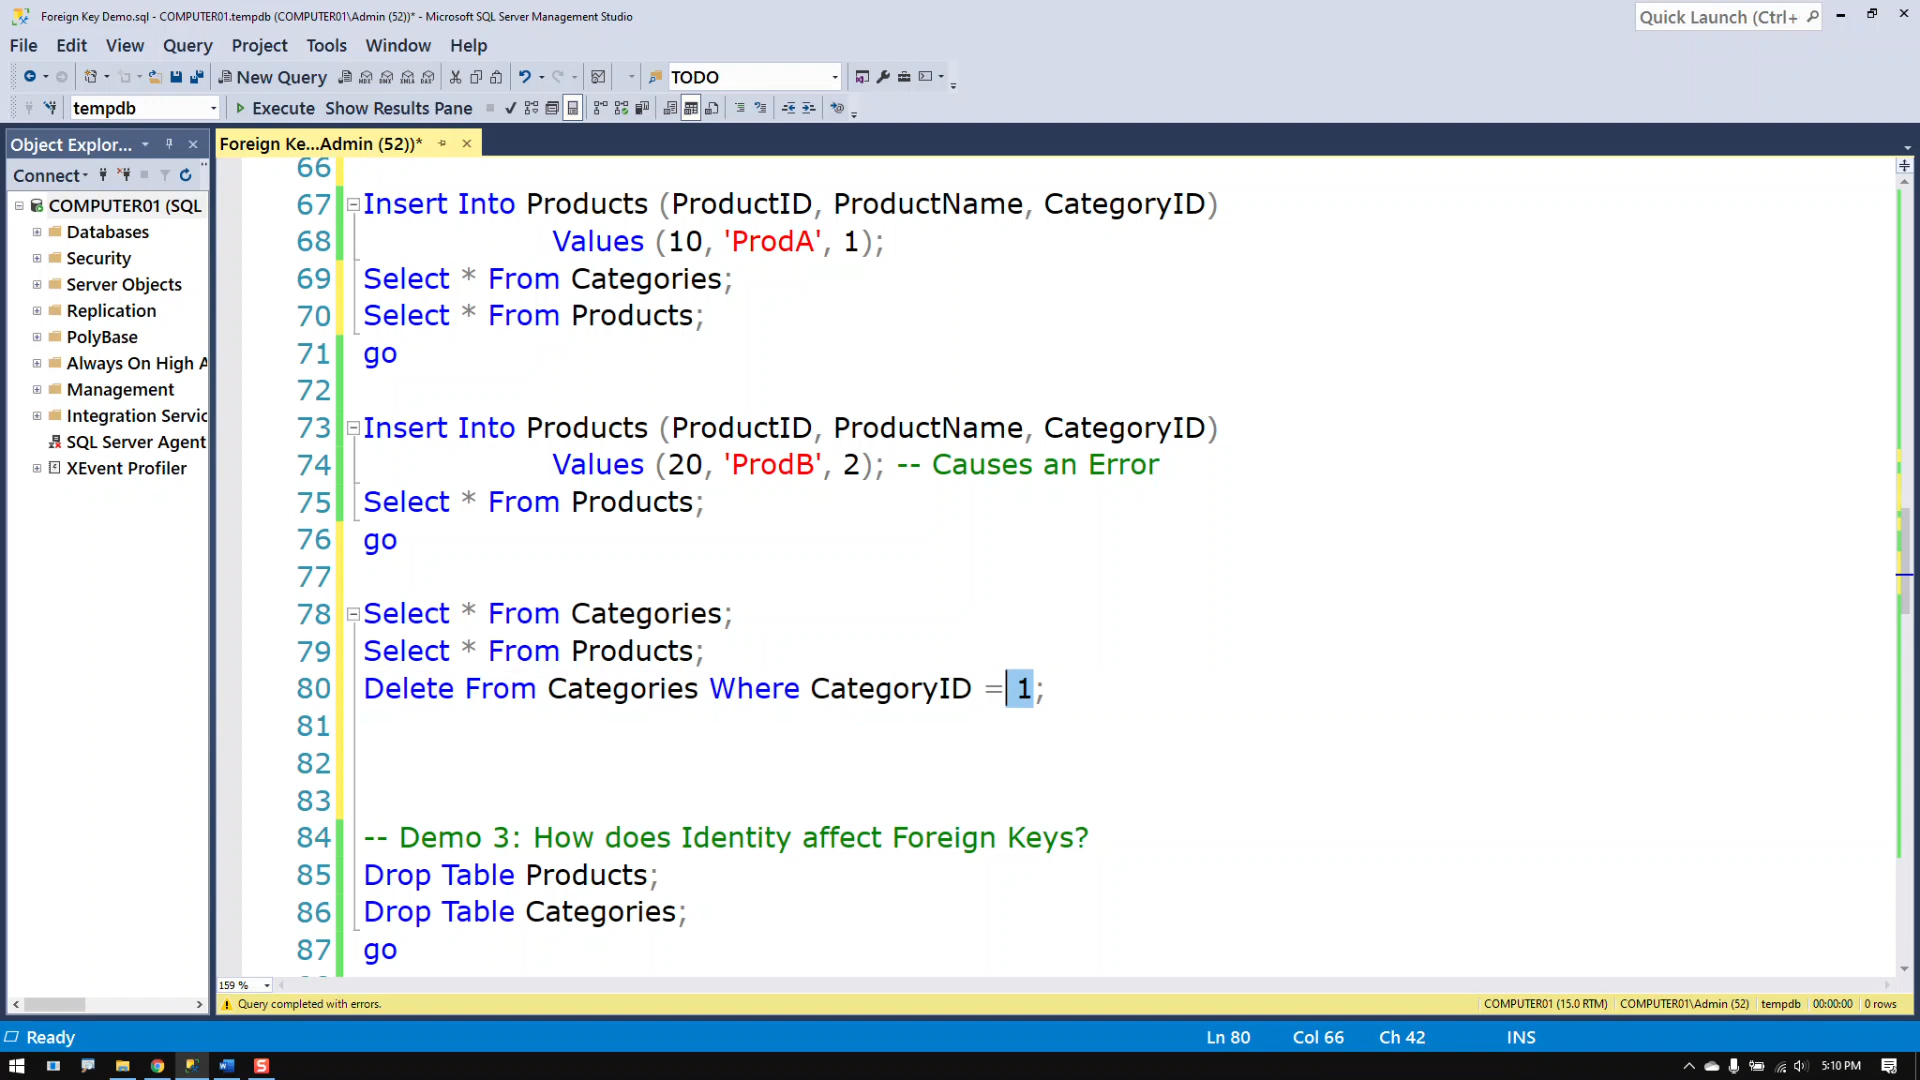 Foreign Key Demo.sql - COMPUTER01.tempdb (COMPUTER01\Admin (52))* - Microsoft SQL Server Management Studio
Quick Launch (Ctrl+
File Edit View Query Project Tools Window Help
New Query TODO
tempdb Execute Show Results Pane
Object Explor...
Foreign Ke...Admin (52))*
Connect
COMPUTER01 (SQL
Databases
Security
Server Objects
Replication
PolyBase
Always On High A
Management
Integration Servic
SQL Server Agent
XEvent Profiler
66
67 Insert Into Products (ProductID, ProductName, CategoryID)
68 Values (10, 'ProdA', 1);
69 Select * From Categories;
70 Select * From Products;
71 go
72
73 Insert Into Products (ProductID, ProductName, CategoryID)
74 Values (20, 'ProdB', 2); -- Causes an Error
75 Select * From Products;
76 go
77
78 Select * From Categories;
79 Select * From Products;
80 Delete From Categories Where CategoryID = 1;
81
82
83
84 -- Demo 3: How does Identity affect Foreign Keys?
85 Drop Table Products;
86 Drop Table Categories;
87 go
159 %
Query completed with errors. COMPUTER01 (15.0 RTM) COMPUTER01\Admin (52) tempdb 00:00:00 0 rows
Ready Ln 80 Col 66 Ch 42 INS
5:10 PM